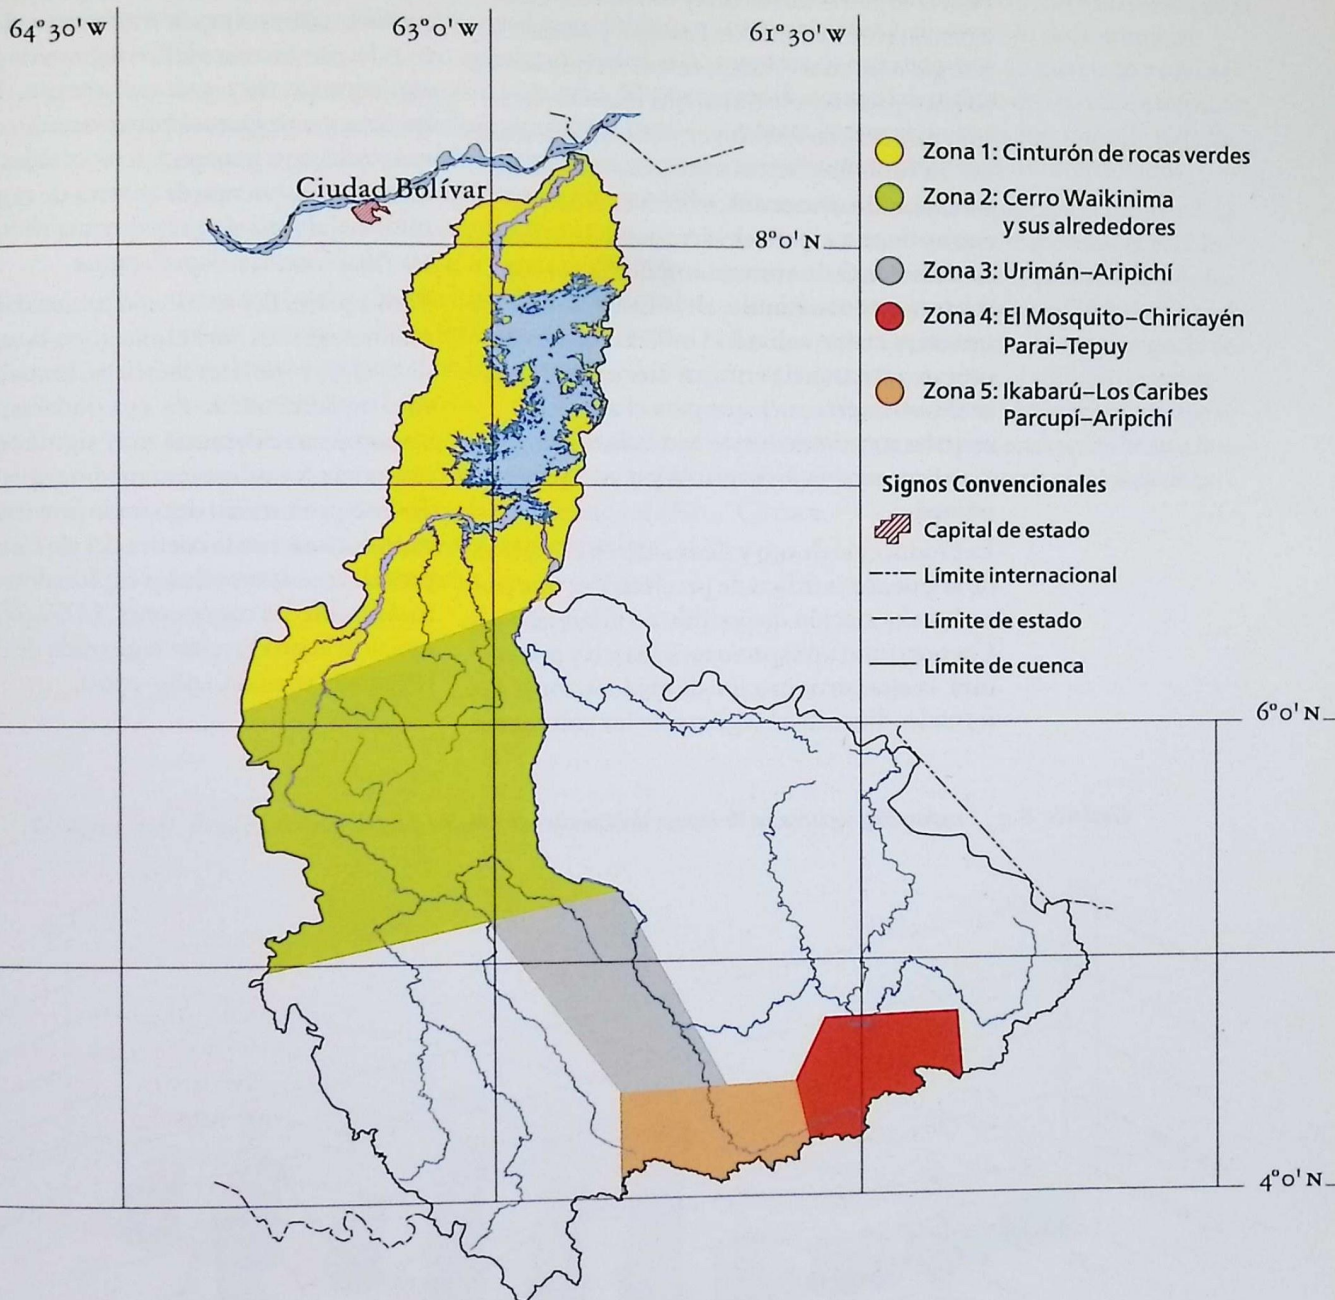 64°30'W
63°0'W
61°30'W
Ciudad Bolívar
8°0'N
Zona 1: Cinturón de rocas verdes
Zona 2: Cerro Waikinima
y sus alrededores
Zona 3: Urimán–Aripichí
Zona 4: El Mosquito–Chiricayén
Parai–Tepuy
Zona 5: Ikabarú–Los Caribes
Parcupí–Aripichí
Signos Convencionales
Capital de estado
Límite internacional
Límite de estado
Límite de cuenca
6°0'N
4°0'N